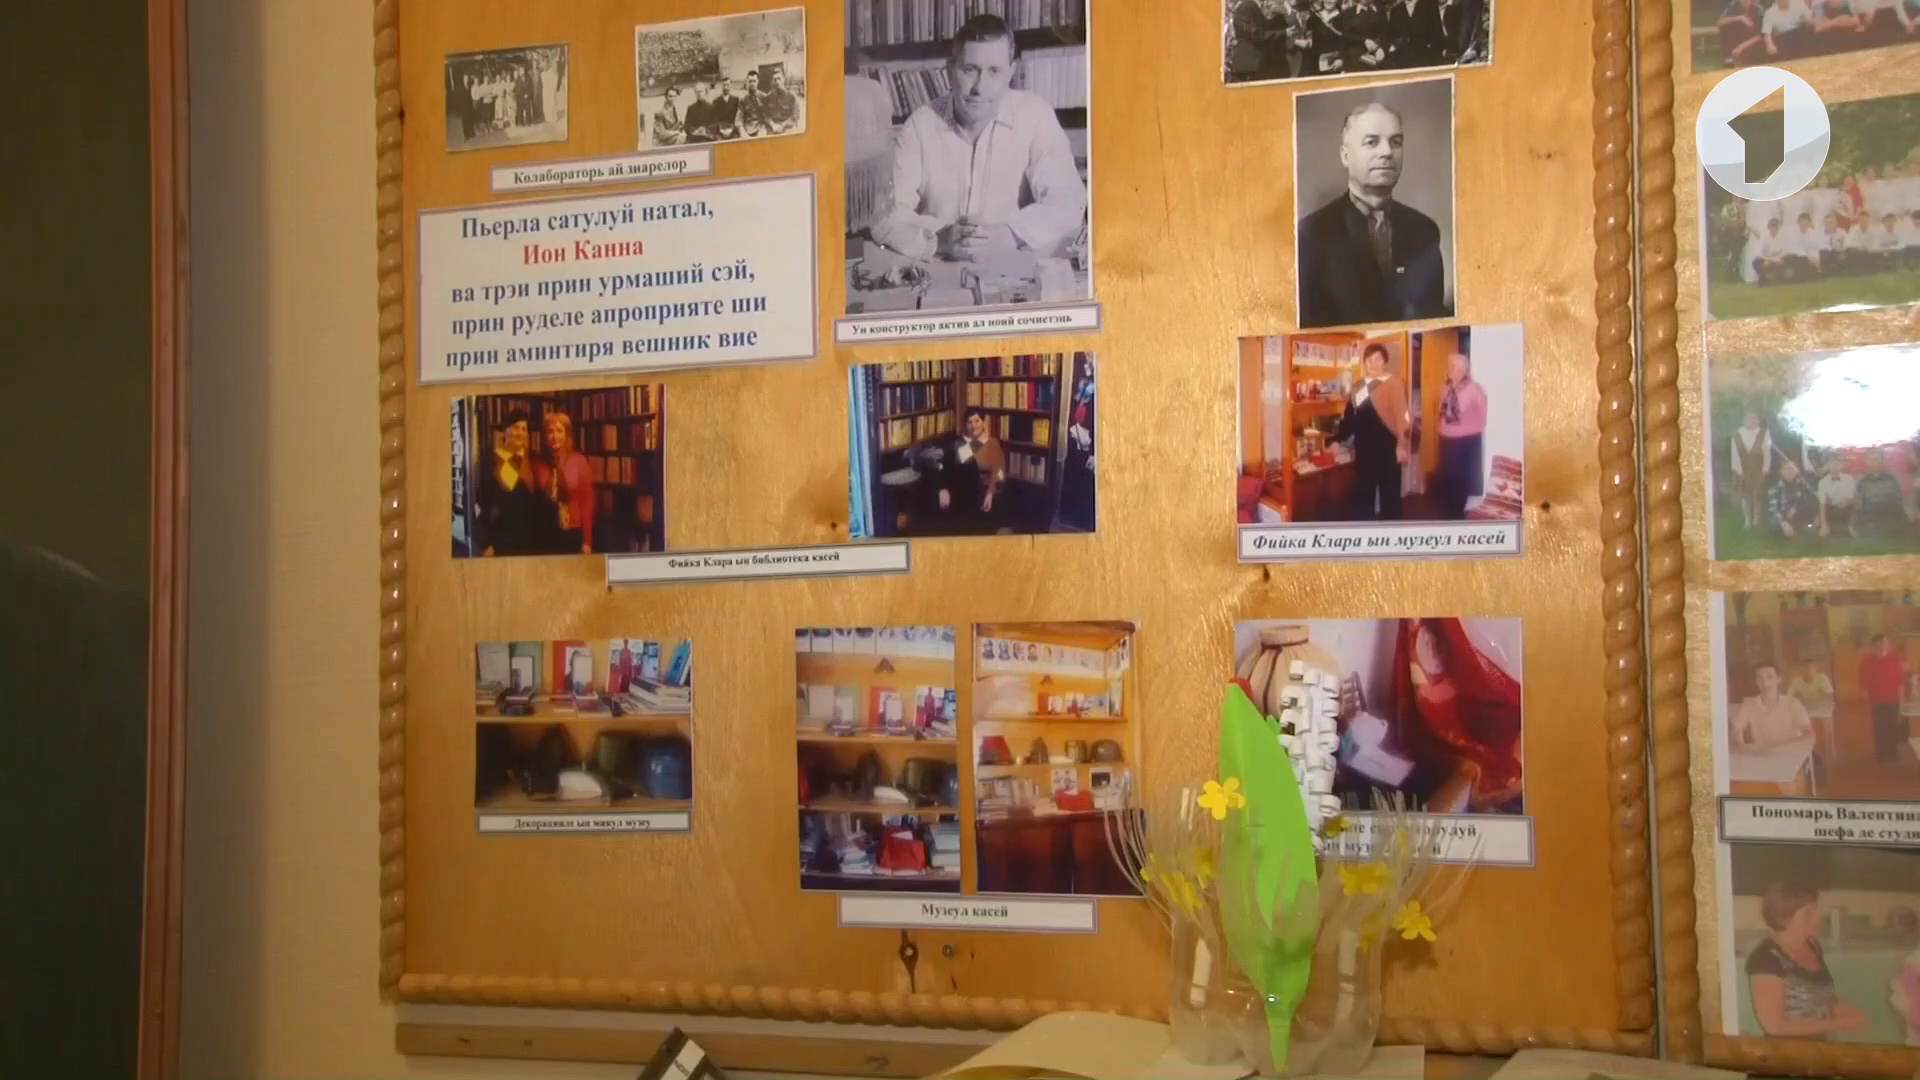 Колабораторь ай зиарелор
Пьерла сатулуй натал,
Ион Канна
ва трэи прин урмаший сэй,
прин руделе апроприяте ши
прин аминтиря вешник вие
Ун конструктор актив ал ноий сочиетэць
Фийка Клара ын библиотека касей
Фийка Клара ын музеул касей
Декорацииле ын микул музеу
Музеул касей
Пономарь Валентина
шефа де студи
1